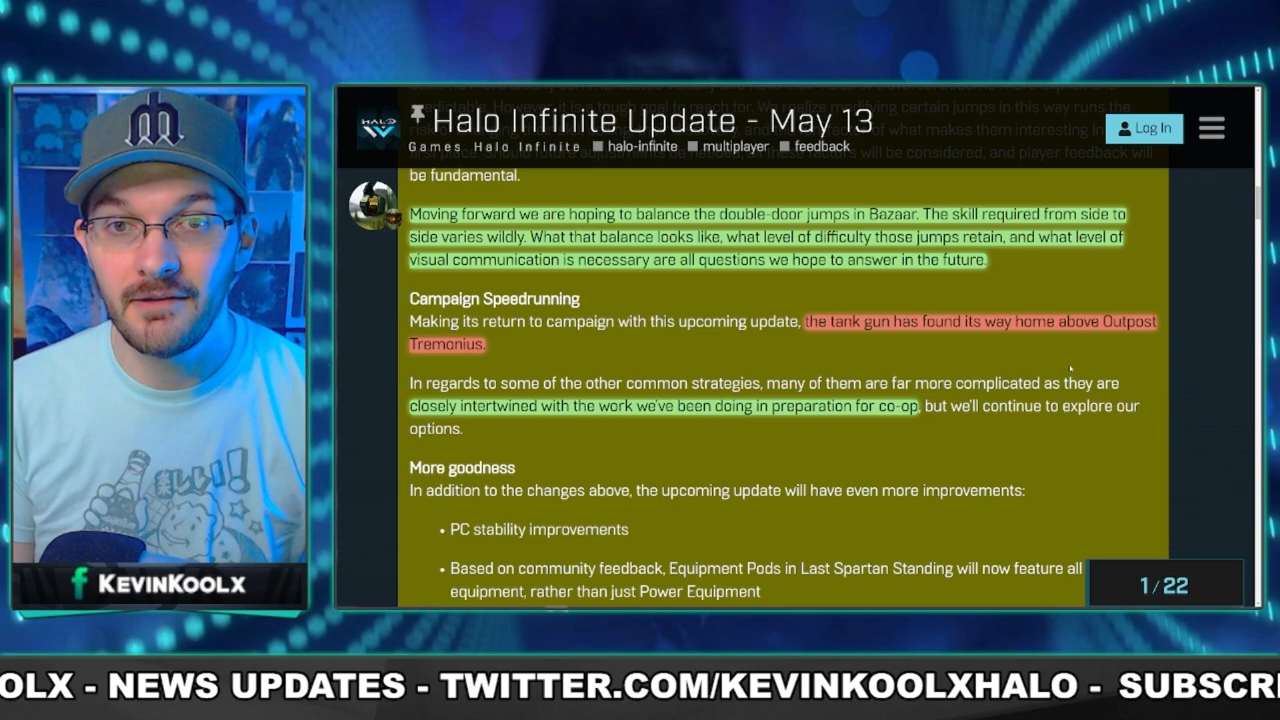 Halo Infinite Update - May 13
HALO
Log In
Games Halo Infinite halo-infinite multiplayer feedback
be fundamental.
Moving forward we are hoping to balance the double-door jumps in Bazaar. The skill required from side to
side varies wildly. What that balance looks like, what level of difficulty those jumps retain, and what level of
visual communication is necessary are all questions we hope to answer in the future.
Campaign Speedrunning
Making its return to campaign with this upcoming update, the tank gun has found its way home above Outpost
Tremonius.
In regards to some of the other common strategies, many of them are far more complicated as they are
closely intertwined with the work we've been doing in preparation for co-op, but we'll continue to explore our
options.
More goodness
In addition to the changes above, the upcoming update will have even more improvements:
• PC stability improvements
• Based on community feedback, Equipment Pods in Last Spartan Standing will now feature all
equipment, rather than just Power Equipment
1/22
楽しい!
f KEVINKOOLX
OLX - NEWS UPDATES - TWITTER.COM/KEVINKOOLXHALO - SUBSCRI